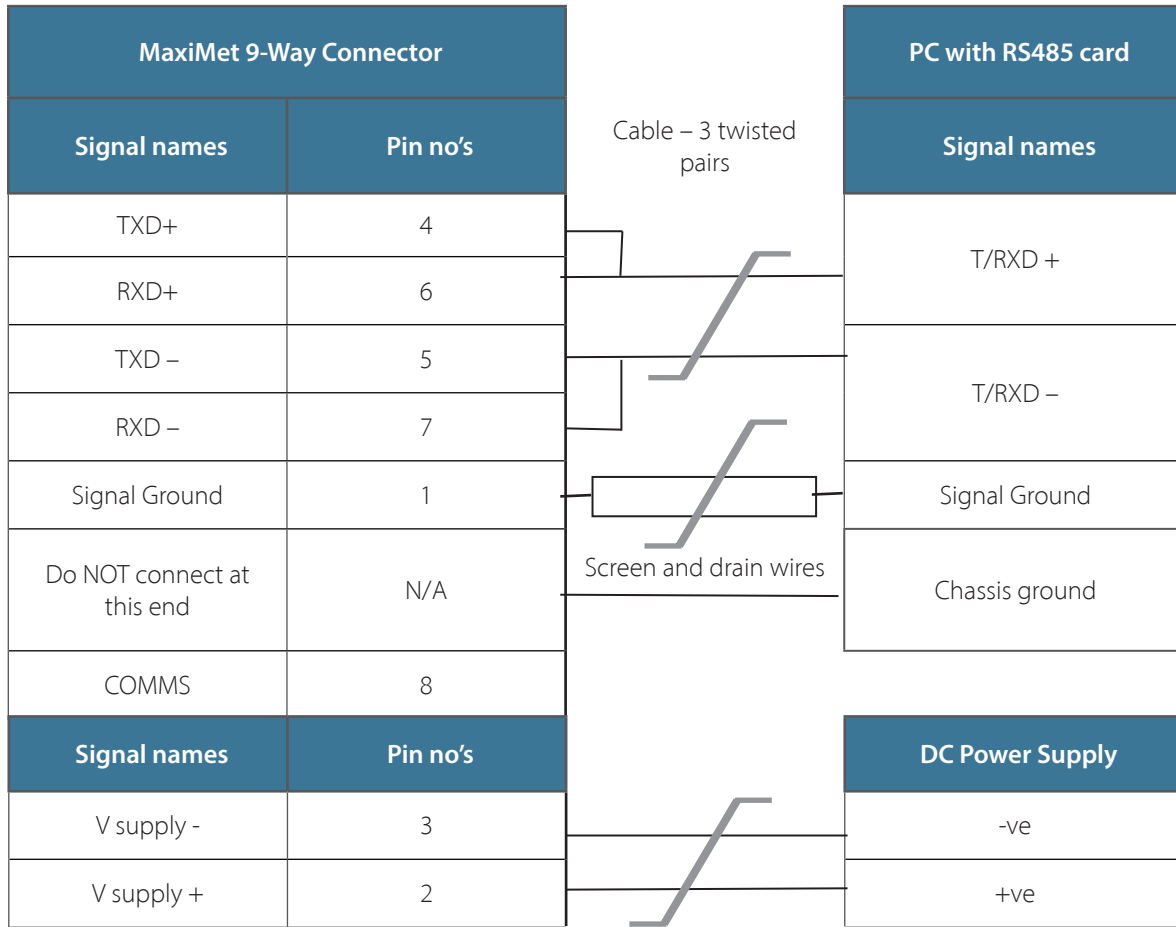 MaxiMet 9-Way Connector
PC with RS485 card
Signal names
Pin no's
Cable – 3 twisted
pairs
Signal names
TXD+
4
T/RXD +
RXD+
6
TXD –
5
T/RXD –
RXD –
7
Signal Ground
1
Signal Ground
Do NOT connect at
this end
N/A
Screen and drain wires
Chassis ground
COMMS
8
Signal names
Pin no's
DC Power Supply
V supply -
3
-ve
V supply +
2
+ve